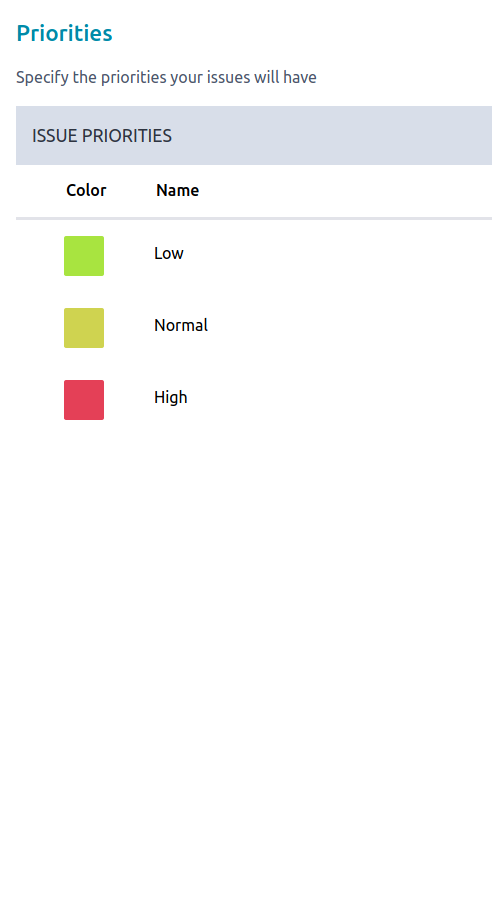 Priorities
Specify the priorities your issues will have
ISSUE PRIORITIES
Color Name
Low
Normal
High